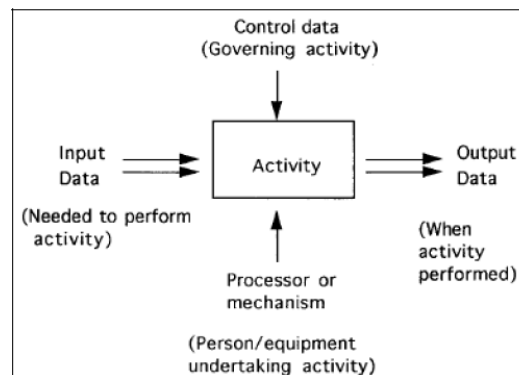 Control data
(Governing activity)
Input
Data
Activity
Output
Data
(Needed to perform
activity)
(When
activity
performed)
Processor or
mechanism
(Person/equipment
undertaking activity)